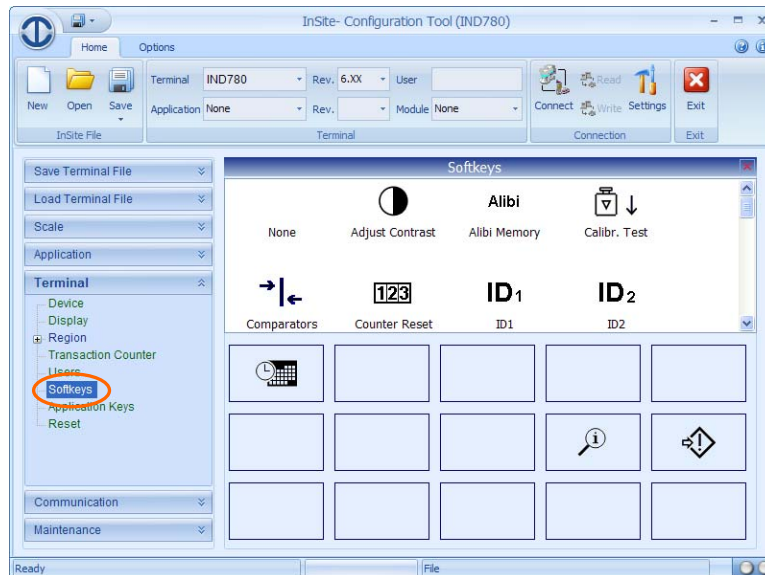 InSite- Configuration Tool (IND780)
Home Options
Terminal IND780 Rev. 6.XX User
Application None Rev. Module None
New Open Save Connect Read Write Settings Exit
InSite File Terminal Connection Exit
Save Terminal File
Load Terminal File
Scale
Application
Terminal
Device
Display
Region
Transaction Counter
Users
Softkeys
Application Keys
Reset
Communication
Maintenance
Softkeys
Alibi
None Adjust Contrast Alibi Memory Calibr. Test
123 ID1 ID2
Comparators Counter Reset ID1 ID2
i
Ready File